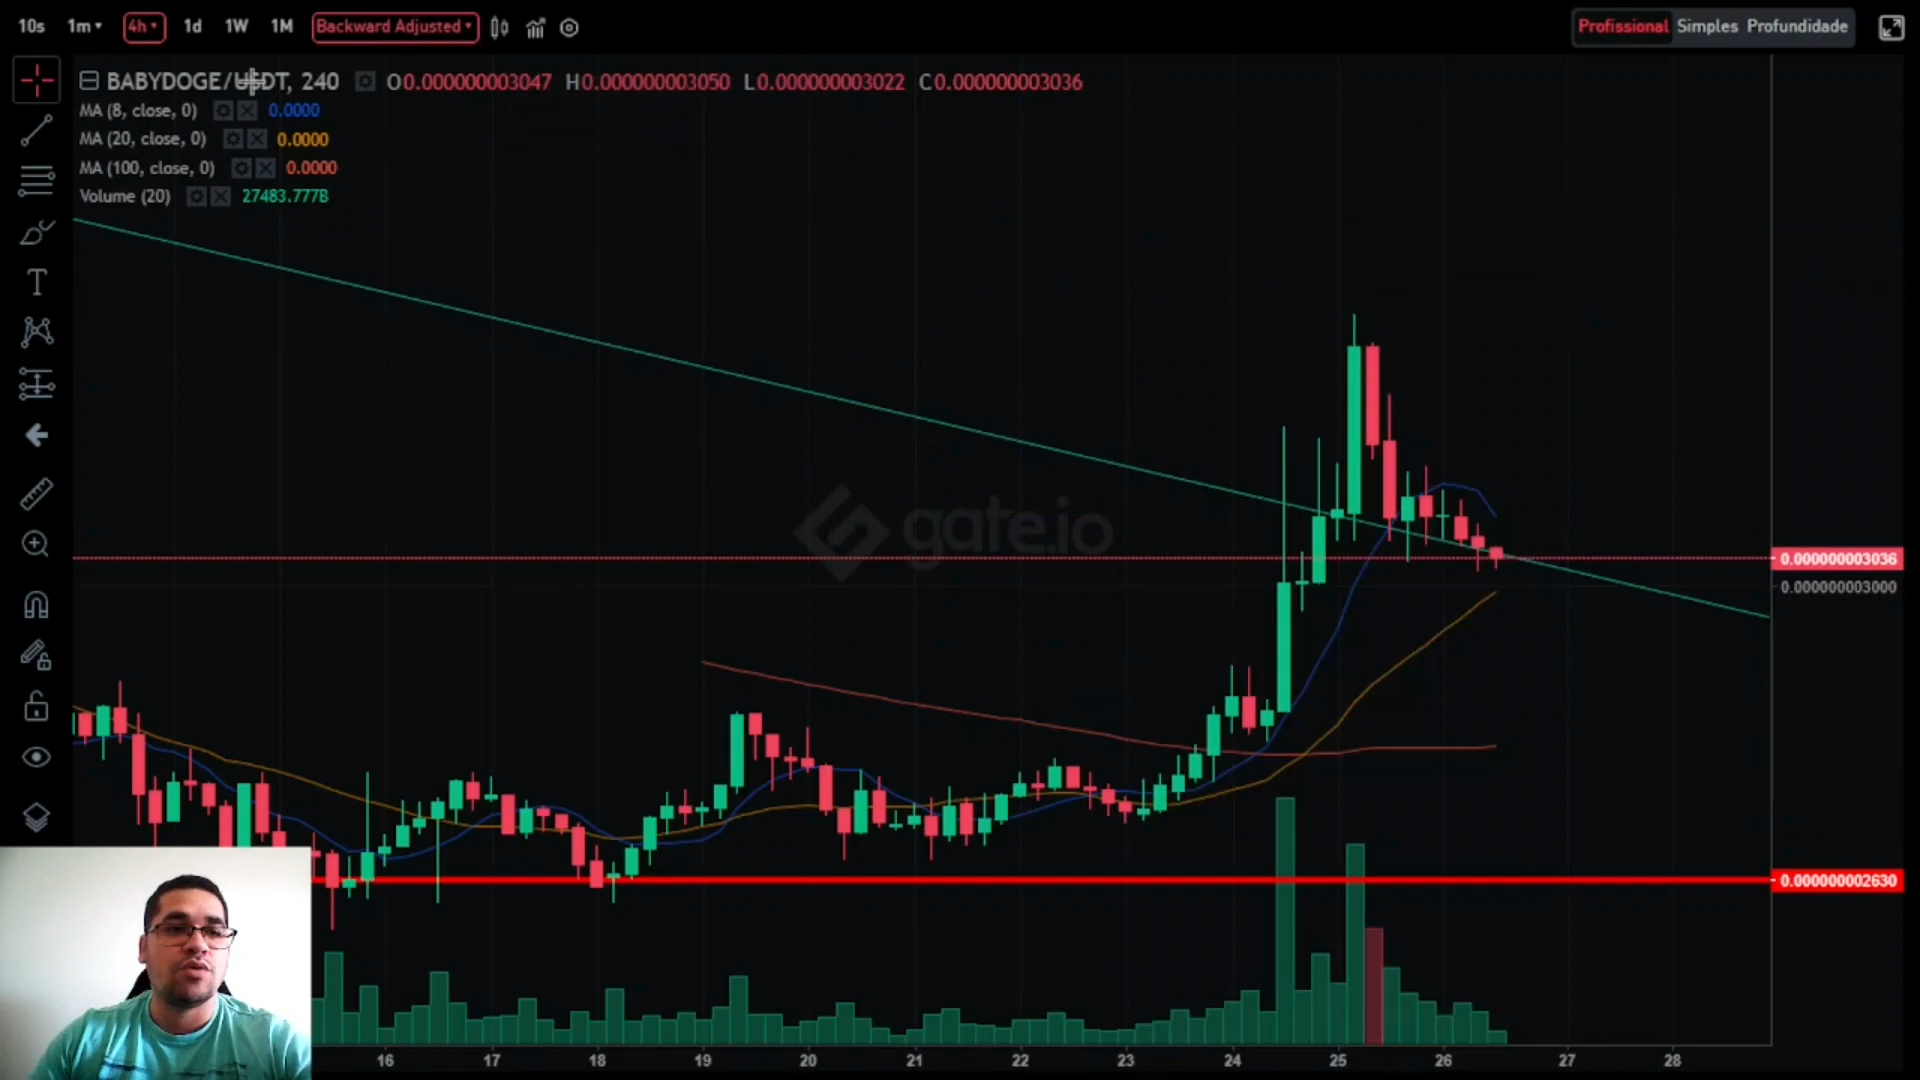 10s 1m 4h 1d 1W 1M Backward Adjusted Profissional Simples Profundidade
BABYDOGE/USDT, 240 O0.000000003047 H0.000000003050 L0.000000003022 C0.000000003036
MA (8, close, 0) 0.0000
MA (20, close, 0) 0.0000
MA (100, close, 0) 0.0000
Volume (20) 27483.777B
T
gate.io
0.000000003036
0.000000003000
0.000000002630
16 17 18 19 20 21 22 23 24 25 26 27 28